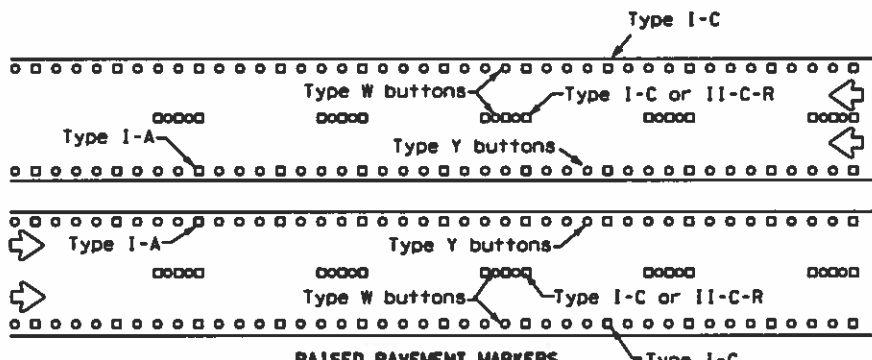 Type I-C
Type W buttons
Type I-C or II-C-R
Type I-A
Type Y buttons
Type I-A
Type Y buttons
Type W buttons
Type I-C or II-C-R
RAISED PAVEMENT MARKERS
Type I-C